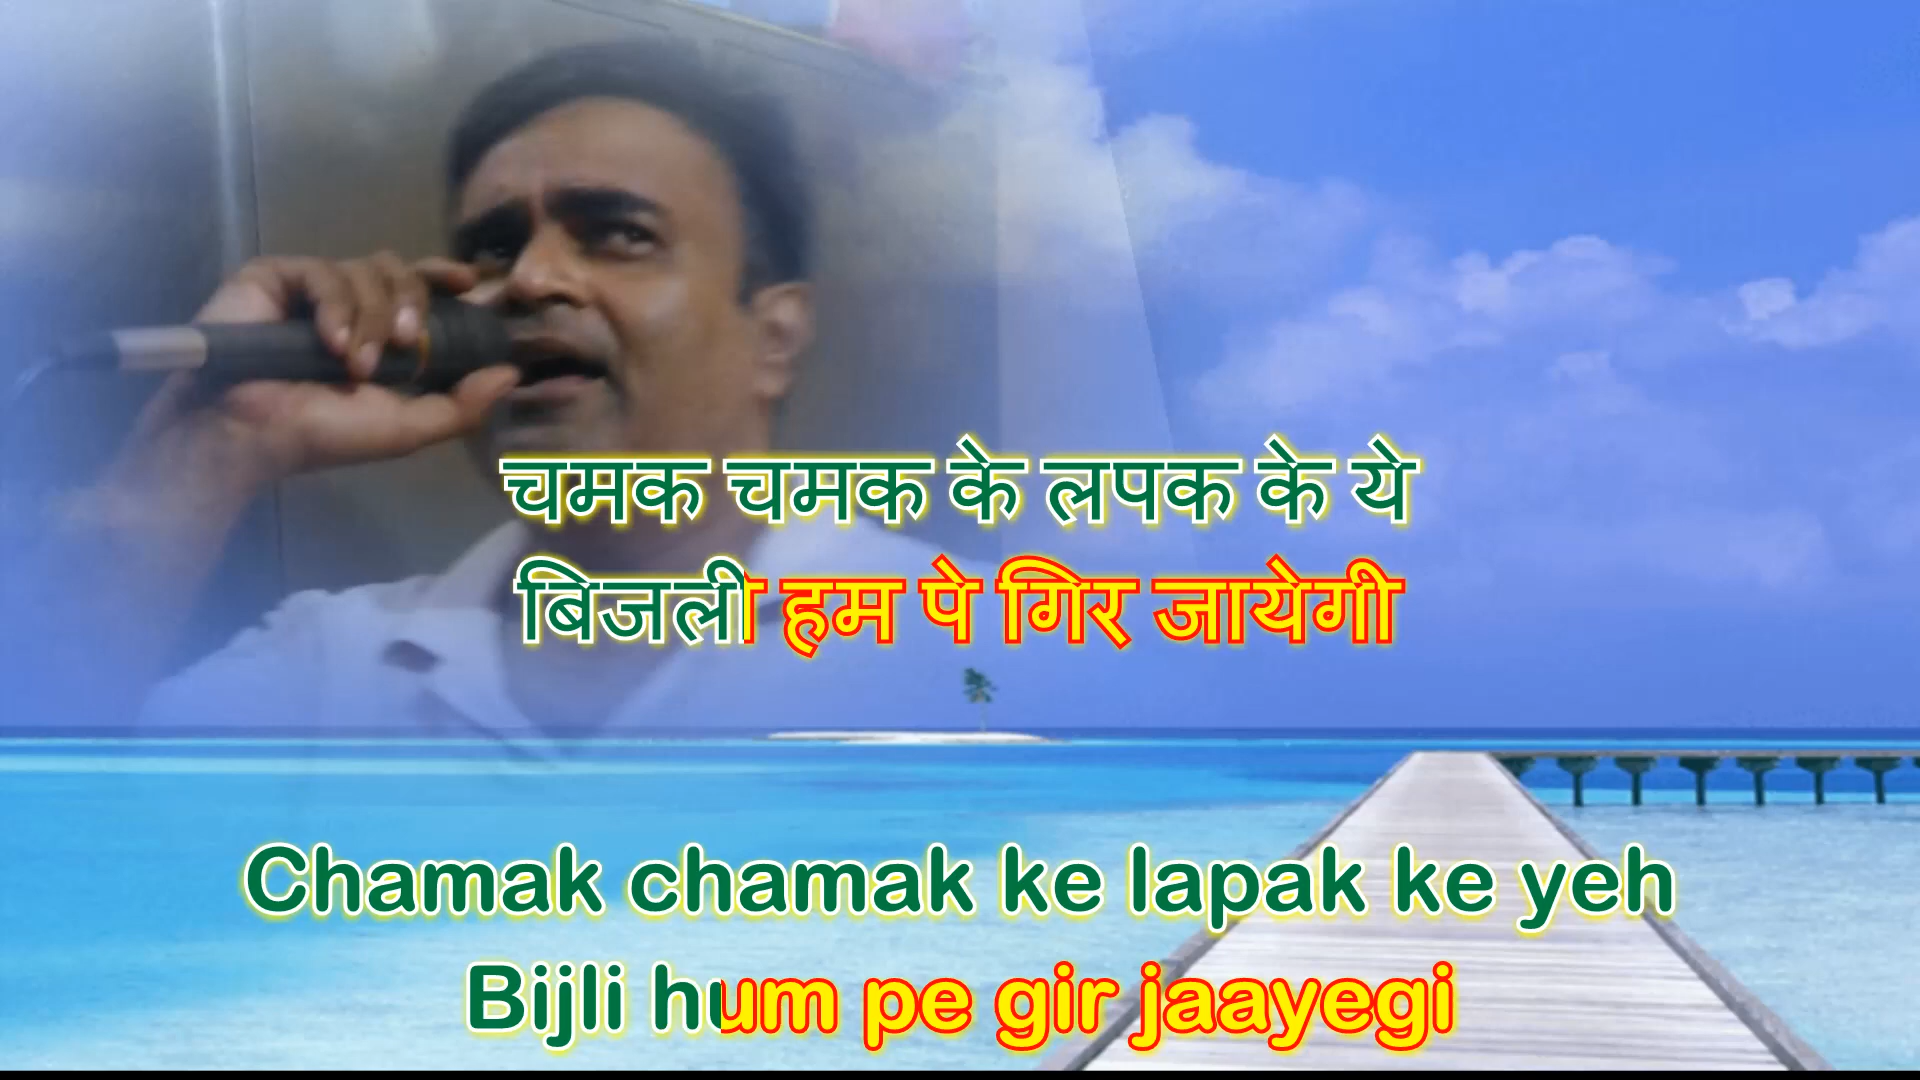 चमक चमक के लपक के ये
बिजली हम पे गिर जायेगी
Chamak chamak ke lapak ke yeh
Bijli hum pe gir jaayegi